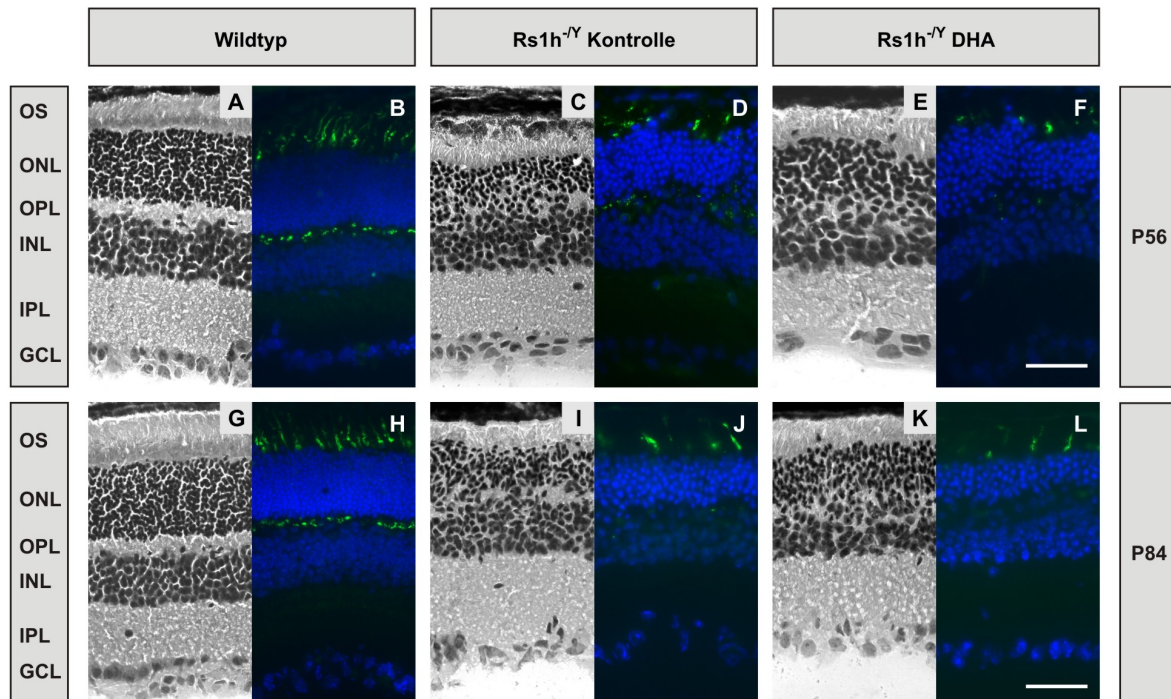 Wildtyp
Rs1h-/Y Kontrolle
Rs1h-/Y DHA
OS
ONL
OPL
INL
IPL
GCL
A
B
C
D
E
F
P56
OS
ONL
OPL
INL
IPL
GCL
G
H
I
J
K
L
P84